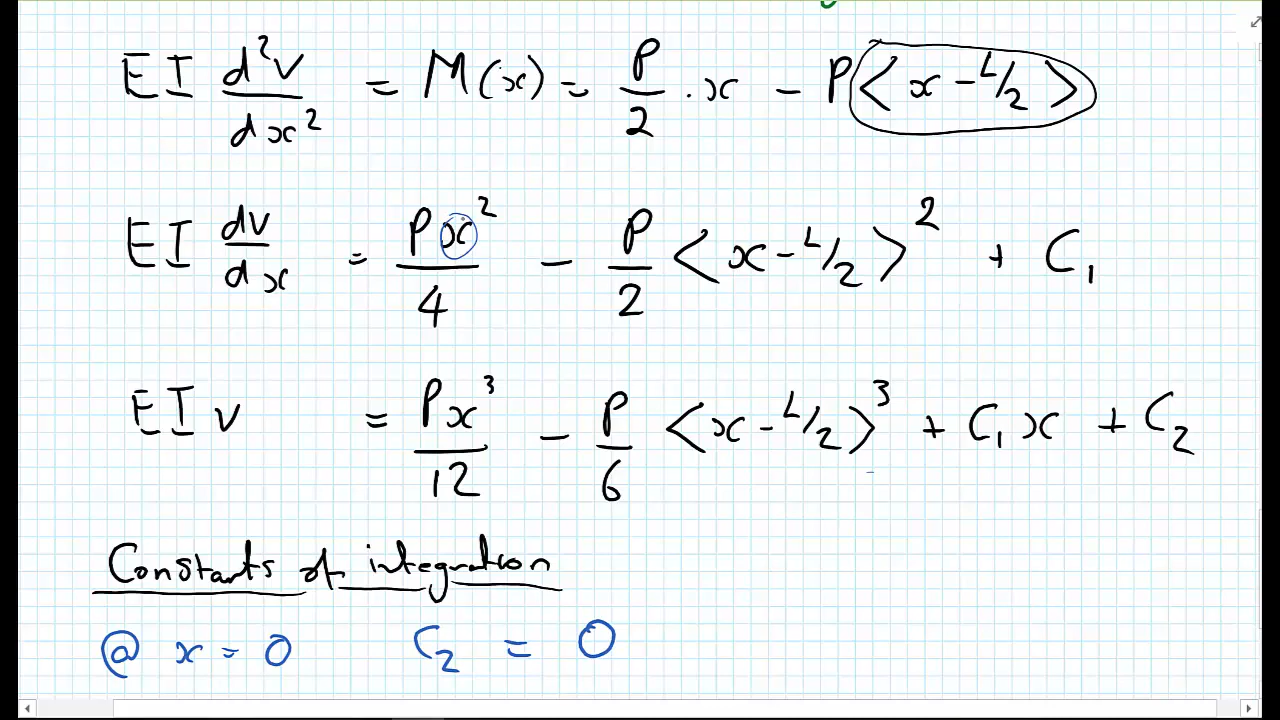 EI d²v/dx² = M(x) = P/2 . x - P<x - L/2>
EI dv/dx = Px²/4 - P/2 <x - L/2>² + C₁
EI v = Px³/12 - P/6 <x - L/2>³ + C₁x + C₂
Constants of integration
@ x = 0 C₂ = 0